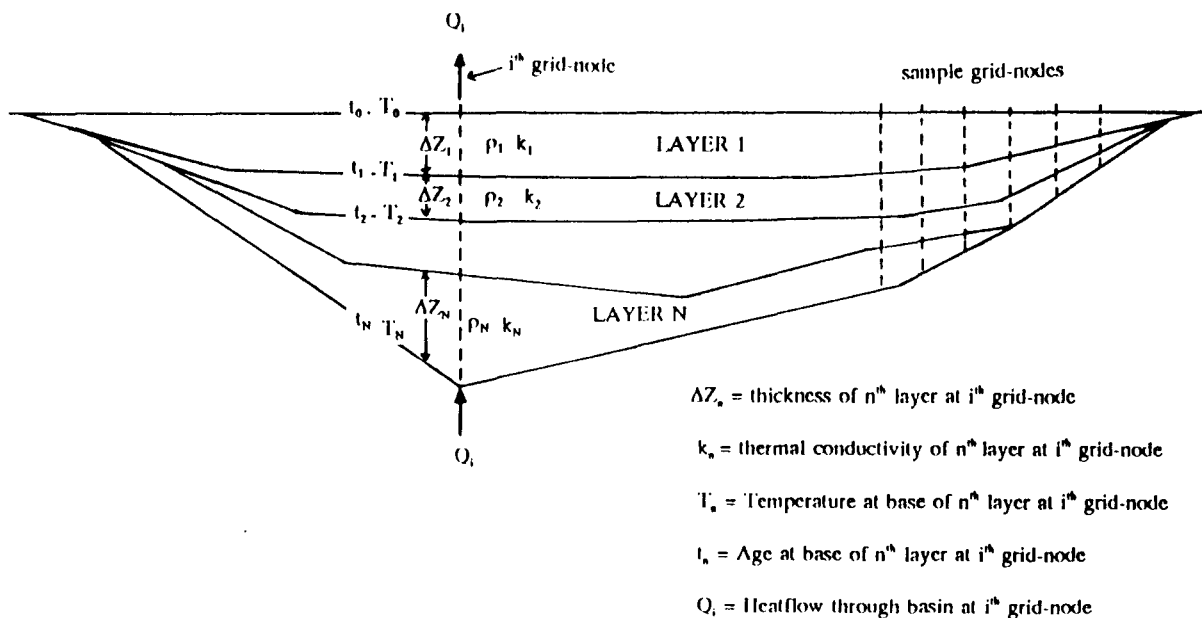 Qᵢ
iᵗʰ grid-node
sample grid-nodes
t₀ - T₀
ΔZ₁ ρ₁ k₁ LAYER 1
t₁ - T₁
ΔZ₂ ρ₂ k₂ LAYER 2
t₂ - T₂
ΔZ_N LAYER N
t_N T_N ρ_N k_N
ΔZₙ = thickness of nᵗʰ layer at iᵗʰ grid-node
Qᵢ
kₙ = thermal conductivity of nᵗʰ layer at iᵗʰ grid-node
Tₙ = Temperature at base of nᵗʰ layer at iᵗʰ grid-node
tₙ = Age at base of nᵗʰ layer at iᵗʰ grid-node
Qᵢ = Heatflow through basin at iᵗʰ grid-node